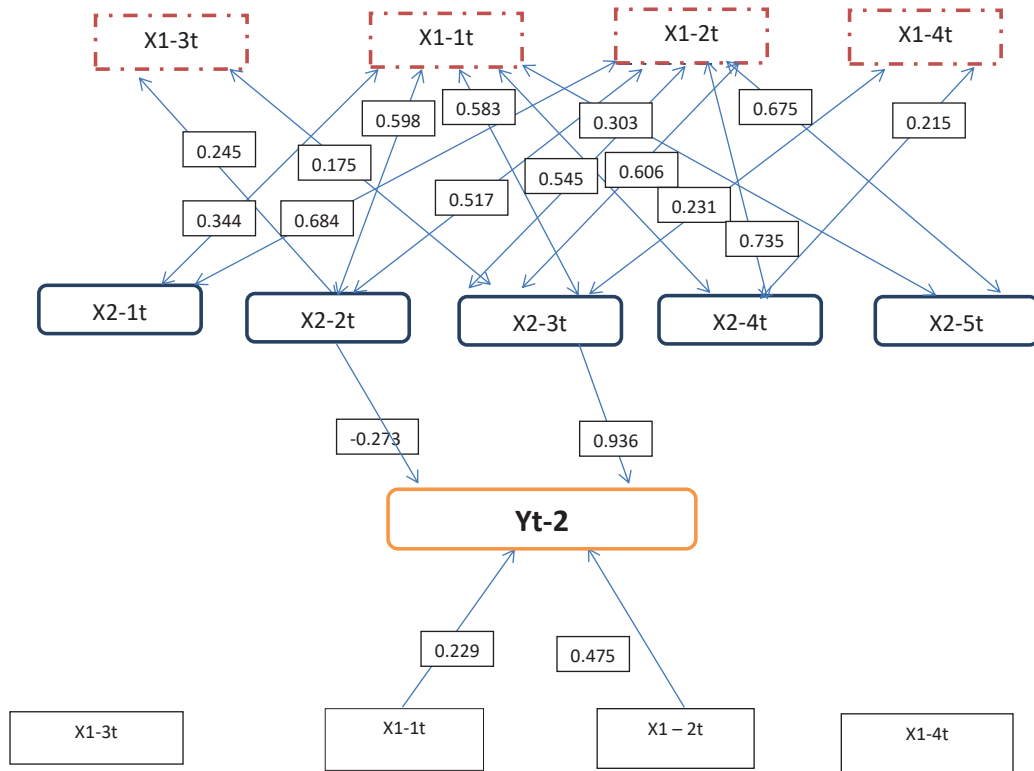 X1-3t
X1-1t
X1-2t
X1-4t
0.583
0.675
0.598
0.303
0.215
0.245
0.175
0.545
0.606
0.517
0.231
0.344
0.684
0.735
X2-1t
X2-2t
X2-3t
X2-4t
X2-5t
-0.273
0.936
Yt-2
0.229
0.475
X1-3t
X1-1t
X1 – 2t
X1-4t